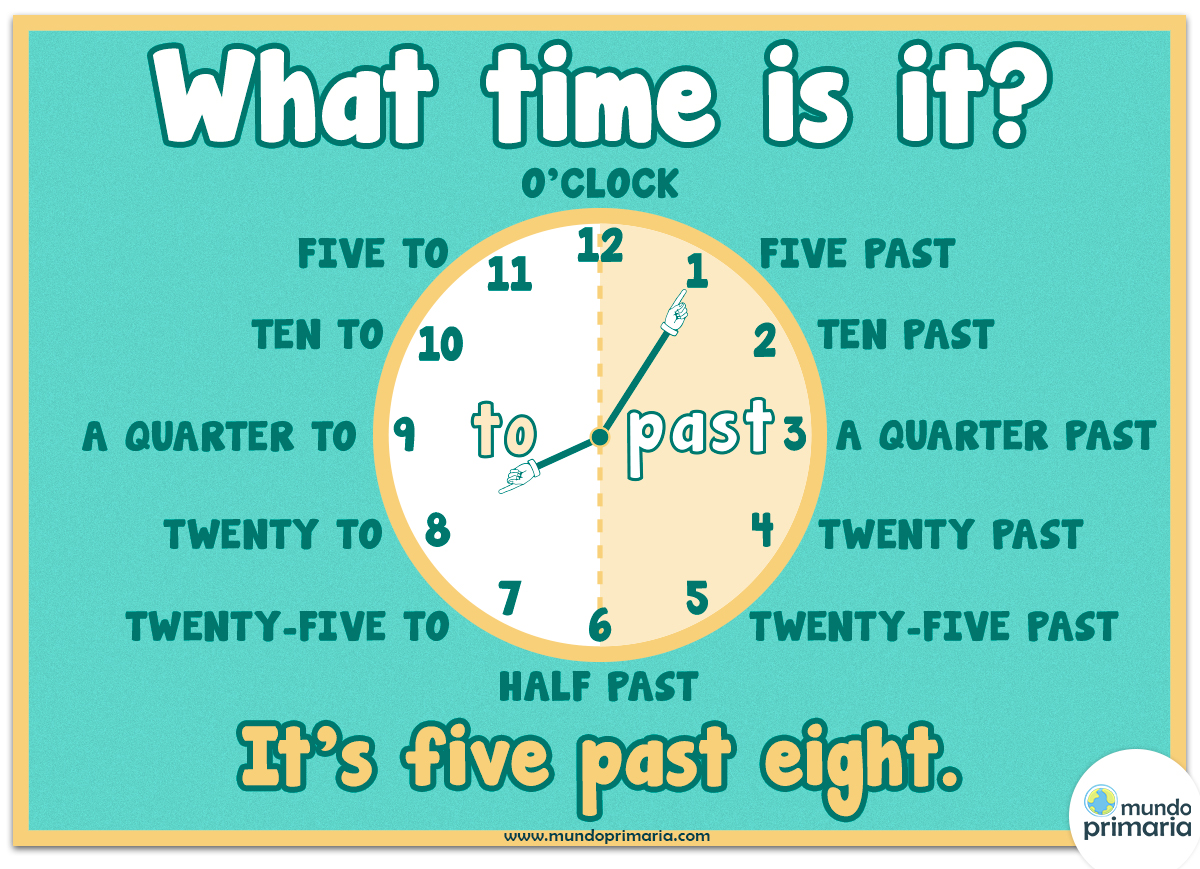 What time is it?
O'CLOCK
FIVE TO
12
FIVE PAST
11
1
TEN TO
10
2
TEN PAST
A QUARTER TO
9
to
past
3
A QUARTER PAST
TWENTY TO
8
4
TWENTY PAST
TWENTY-FIVE TO
7
6
5
TWENTY-FIVE PAST
HALF PAST
It's five past eight.
www.mundoprimaria.com
mundo
primaria